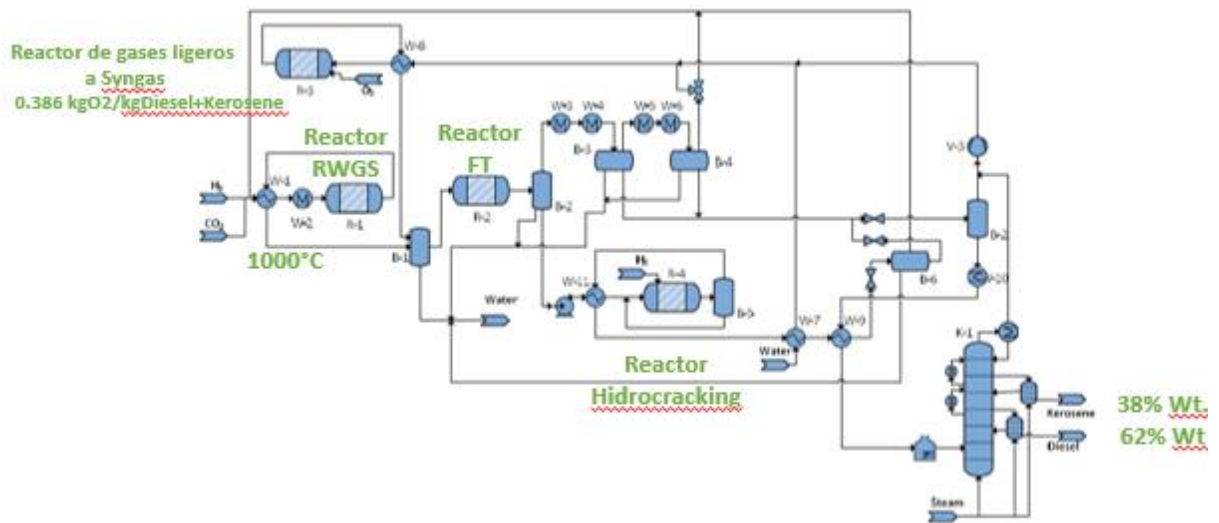 Reactor de gases ligeros
a Syngas
0.386 kgO2/kgDiesel+Kerosene
W-8
R-3
O₂
Reactor
RWGS
Reactor
FT
W-3
W-4
W-5
W-6
B-3
B-4
V-3
H₂
CO₂
W-1
W-2
R-1
R-2
B-2
B-1
1000°C
B-2
B-6
V-10
H₂
R-4
W-11
B-5
Water
Water
W-7
W-9
K-1
Reactor
Hidrocracking
Kerosene
Diesel
38% Wt.
62% Wt
Steam